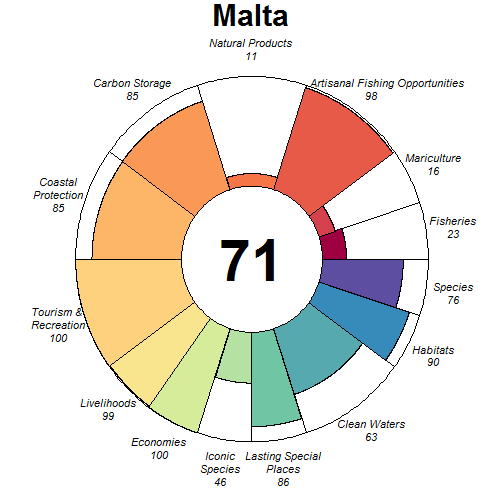 Malta
Natural Products
11
Artisanal Fishing Opportunities
98
Mariculture
16
Fisheries
23
Species
76
Habitats
90
Clean Waters
63
Lasting Special
Places
86
Iconic
Species
46
Economies
100
Livelihoods
99
Tourism &
Recreation
100
Coastal
Protection
85
Carbon Storage
85
71